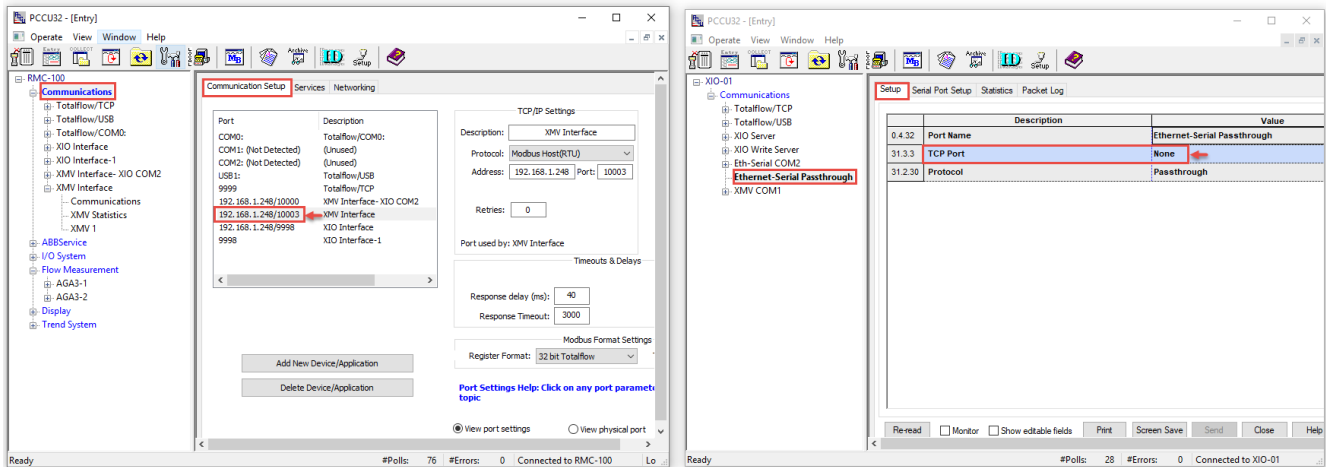 PCCU32 - [Entry]
Operate View Window Help
Entry COLLECT Archive Setup
RMC-100
Communications
Totalflow/TCP
Totalflow/USB
Totalflow/COM0:
XIO Interface
XIO Interface-1
XMV Interface- XIO COM2
XMV Interface
Communications
XMV Statistics
XMV 1
ABBService
I/O System
Flow Measurement
AGA3-1
AGA3-2
Display
Trend System
Communication Setup Services Networking
Port Description
COM0: Totalflow/COM0:
COM1: (Not Detected) (Unused)
COM2: (Not Detected) (Unused)
USB1: Totalflow/USB
9999 Totalflow/TCP
192.168.1.248/10000 XMV Interface- XIO COM2
192.168.1.248/10003 XMV Interface
192.168.1.248/9998 XIO Interface
9998 XIO Interface-1
Add New Device/Application
Delete Device/Application
TCP/IP Settings
Description: XMV Interface
Protocol: Modbus Host(RTU)
Address: 192.168.1.248 Port: 10003
Retries: 0
Port used by: XMV Interface
Timeouts & Delays
Response delay (ms): 40
Response Timeout: 3000
Modbus Format Settings
Register Format: 32 bit Totalflow
Port Settings Help: Click on any port paramet
topic
View port settings View physical port
Ready #Polls: 76 #Errors: 0 Connected to RMC-100 Lo
PCCU32 - [Entry]
Operate View Window Help
Entry COLLECT Archive Setup
XIO-01
Communications
Totalflow/TCP
Totalflow/USB
XIO Server
XIO Write Server
Eth-Serial COM2
Ethernet-Serial Passthrough
XMV COM1
Setup Serial Port Setup Statistics Packet Log
Description Value
0.4.32 Port Name Ethernet-Serial Passthrough
31.3.3 TCP Port None
31.2.30 Protocol Passthrough
Re-read Monitor Show editable fields Print Screen Save Send Close Help
Ready #Polls: 28 #Errors: 0 Connected to XIO-01